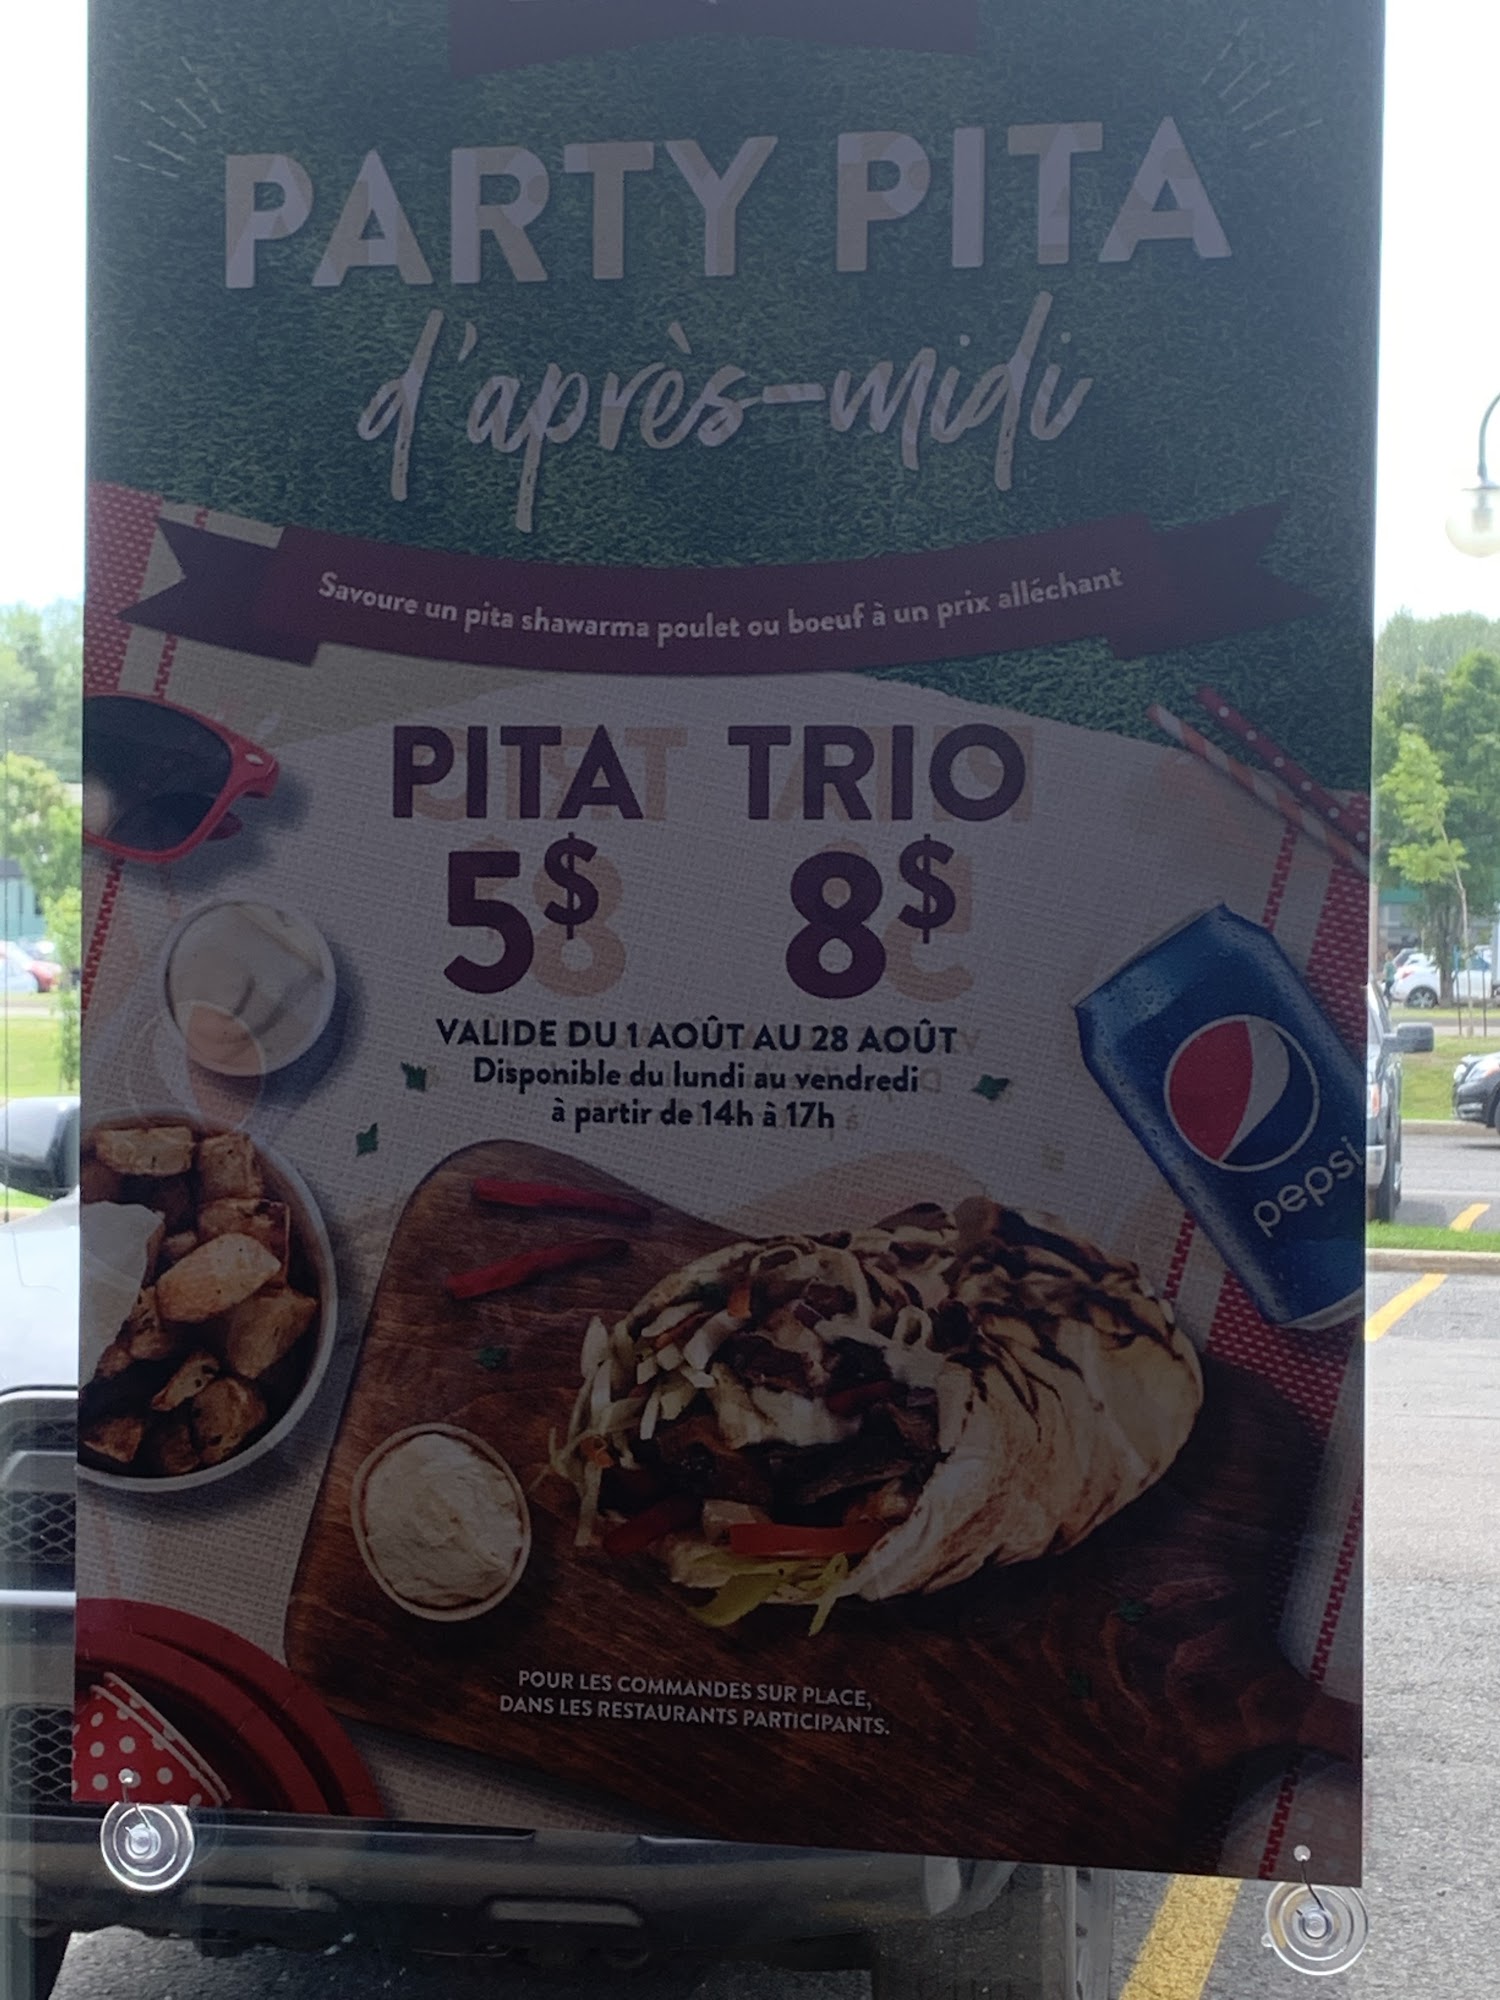 PARTY PITA
d'après-midi
Savoure un pita shawarma poulet ou boeuf à un prix alléchant
PITA TRIO
5$ 8$
VALIDE DU 1 AOÛT AU 28 AOÛT
Disponible du lundi au vendredi
à partir de 14h à 17h
pepsi
POUR LES COMMANDES SUR PLACE,
DANS LES RESTAURANTS PARTICIPANTS.